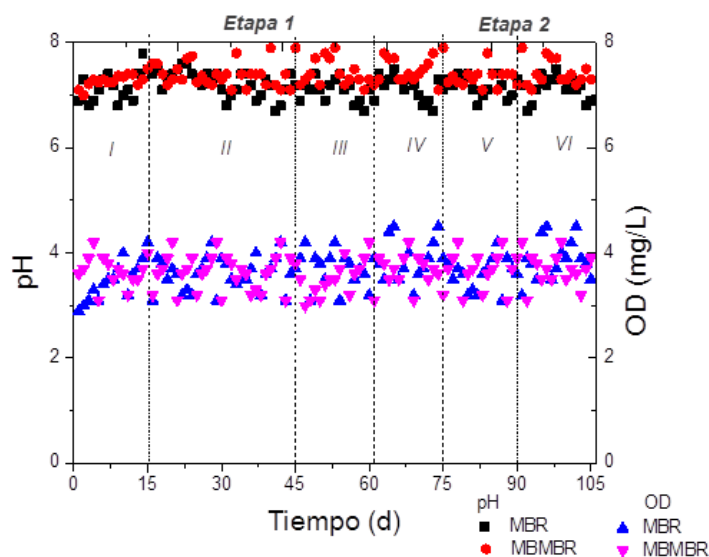 Etapa 1 Etapa 2
8 8
6 6
I II III IV V VI
4 4
2 2
0 0
0 15 30 45 60 75 90 105
pH
OD (mg/L)
Tiempo (d)
pH OD
MBR MBR
MBMBR MBMBR